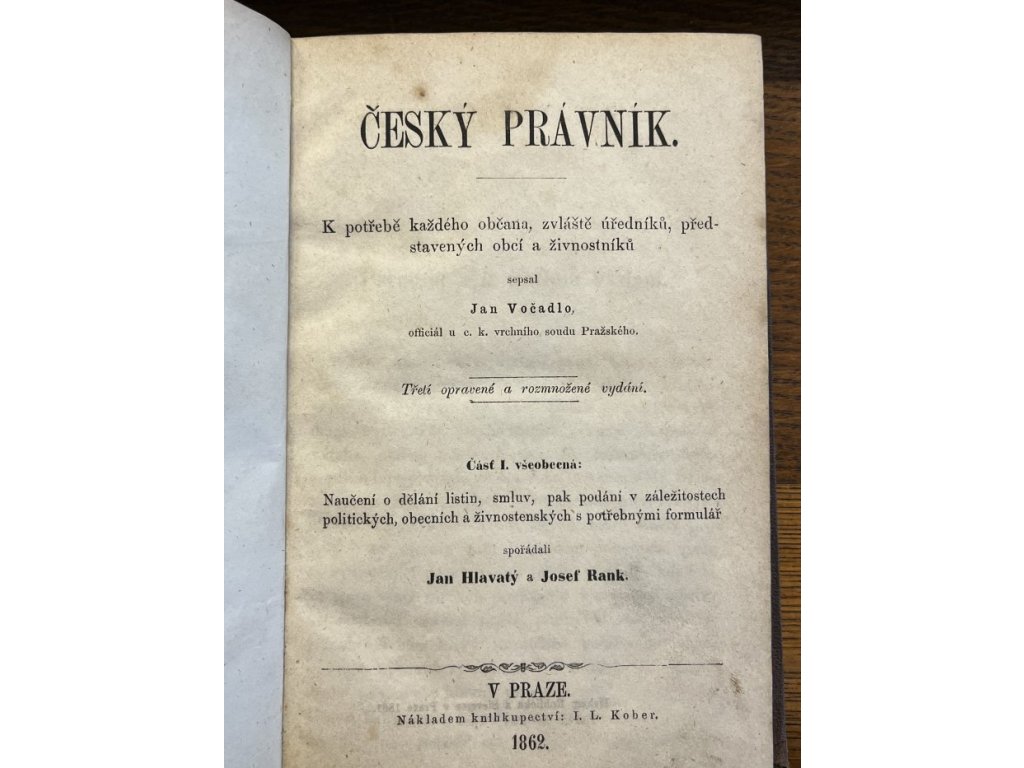 ČESKÝ PRÁVNÍK.
K potřebě každého občana, zvláště úředníků, před-
stavených obcí a živnostníků
sepsal
Jan Vočadlo,
officiál u c. k. vrchního soudu Pražského.
Třetí opravené a rozmnožené vydání.
Část I. všeobecná:
Naučení o dělání listin, smluv, pak podání v záležitostech
politických, obecních a živnostenských s potřebnými formulář
spořádali
Jan Hlavatý a Josef Rank.
V PRAZE.
Nákladem knihkupectví: I. L. Kober.
1862.